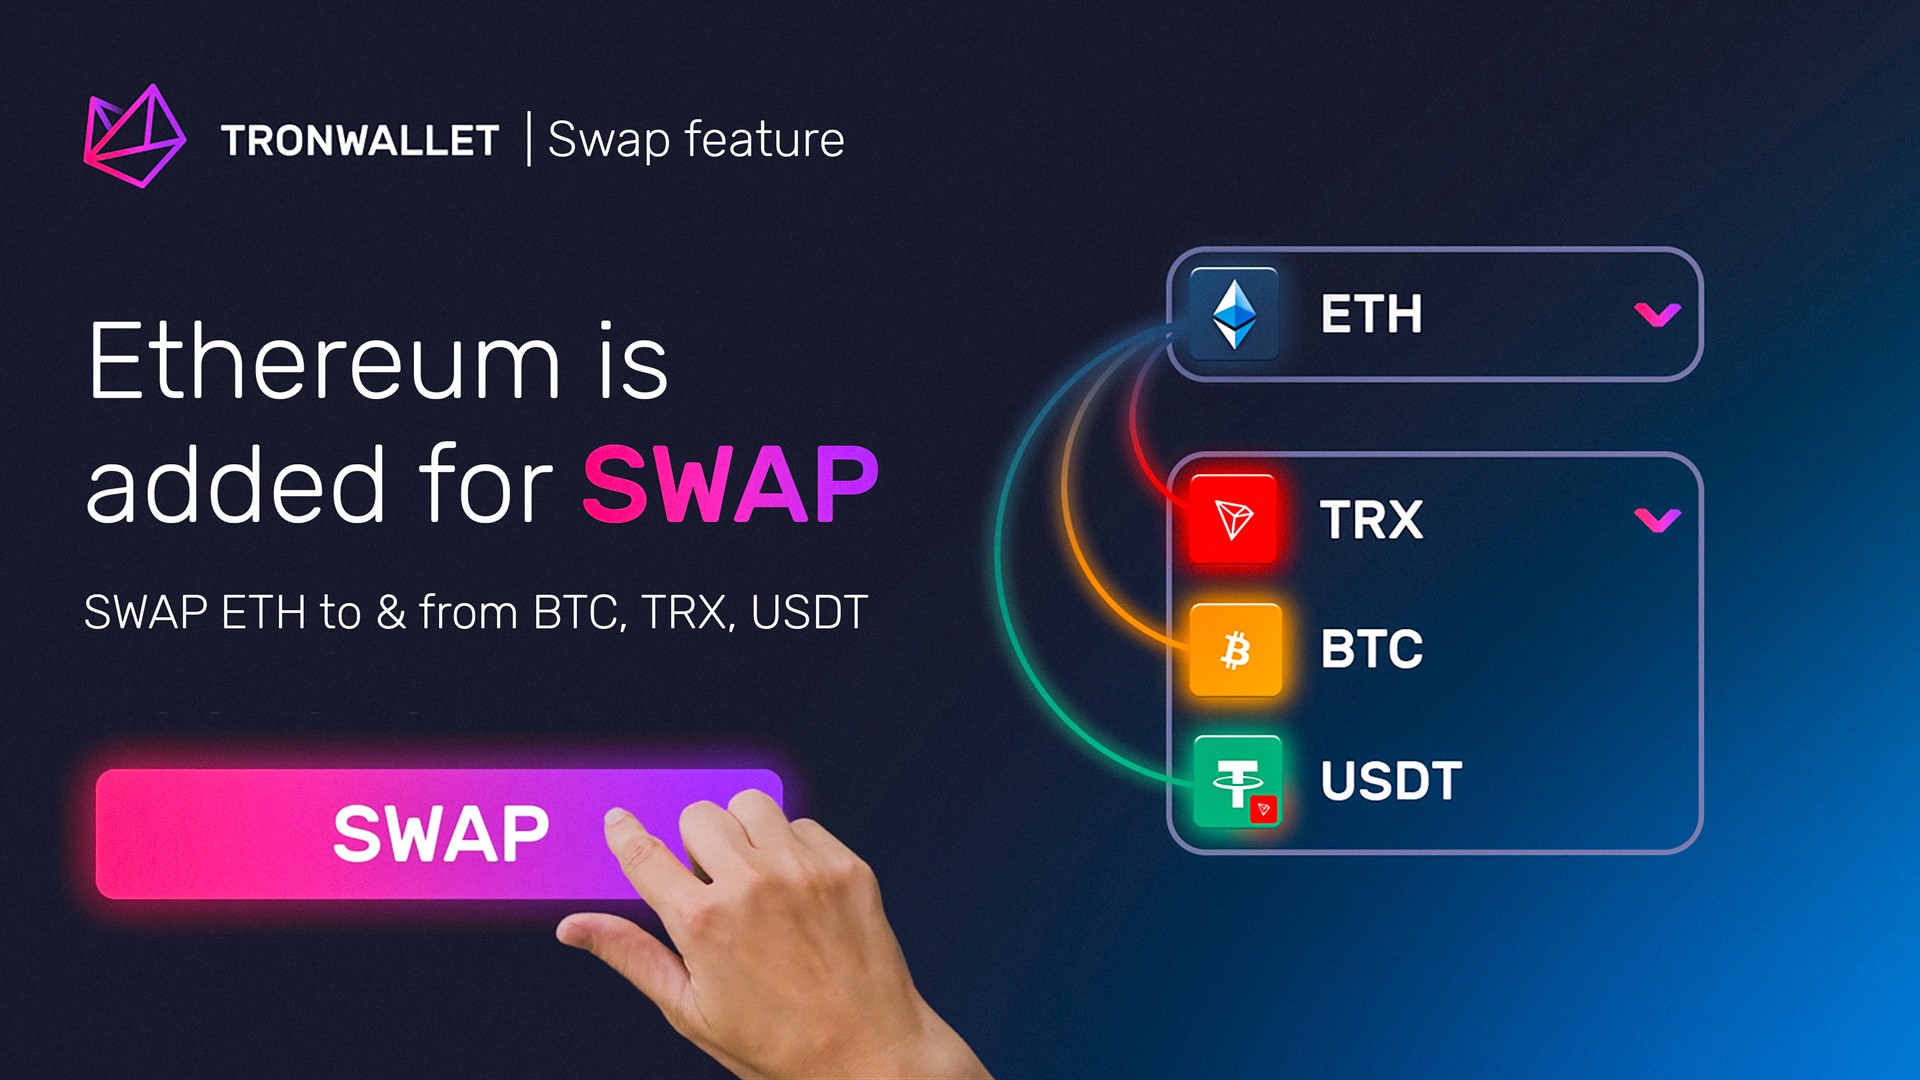 TRONWALLET | Swap feature
Ethereum is
added for SWAP
SWAP ETH to & from BTC, TRX, USDT
SWAP
ETH
TRX
BTC
USDT